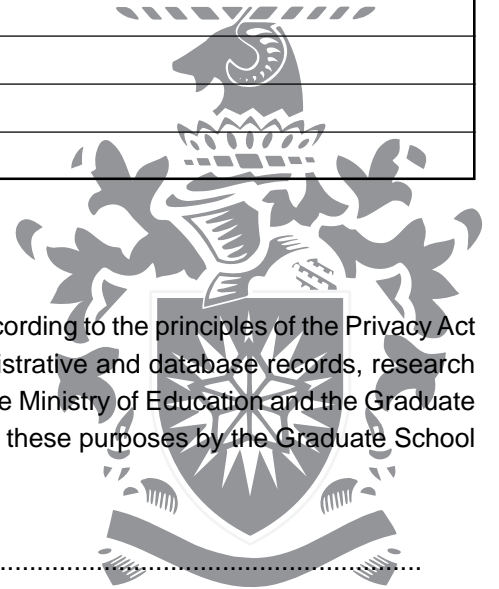 cording to the principles of the Privacy Act
istrative and database records, research
e Ministry of Education and the Graduate
these purposes by the Graduate School